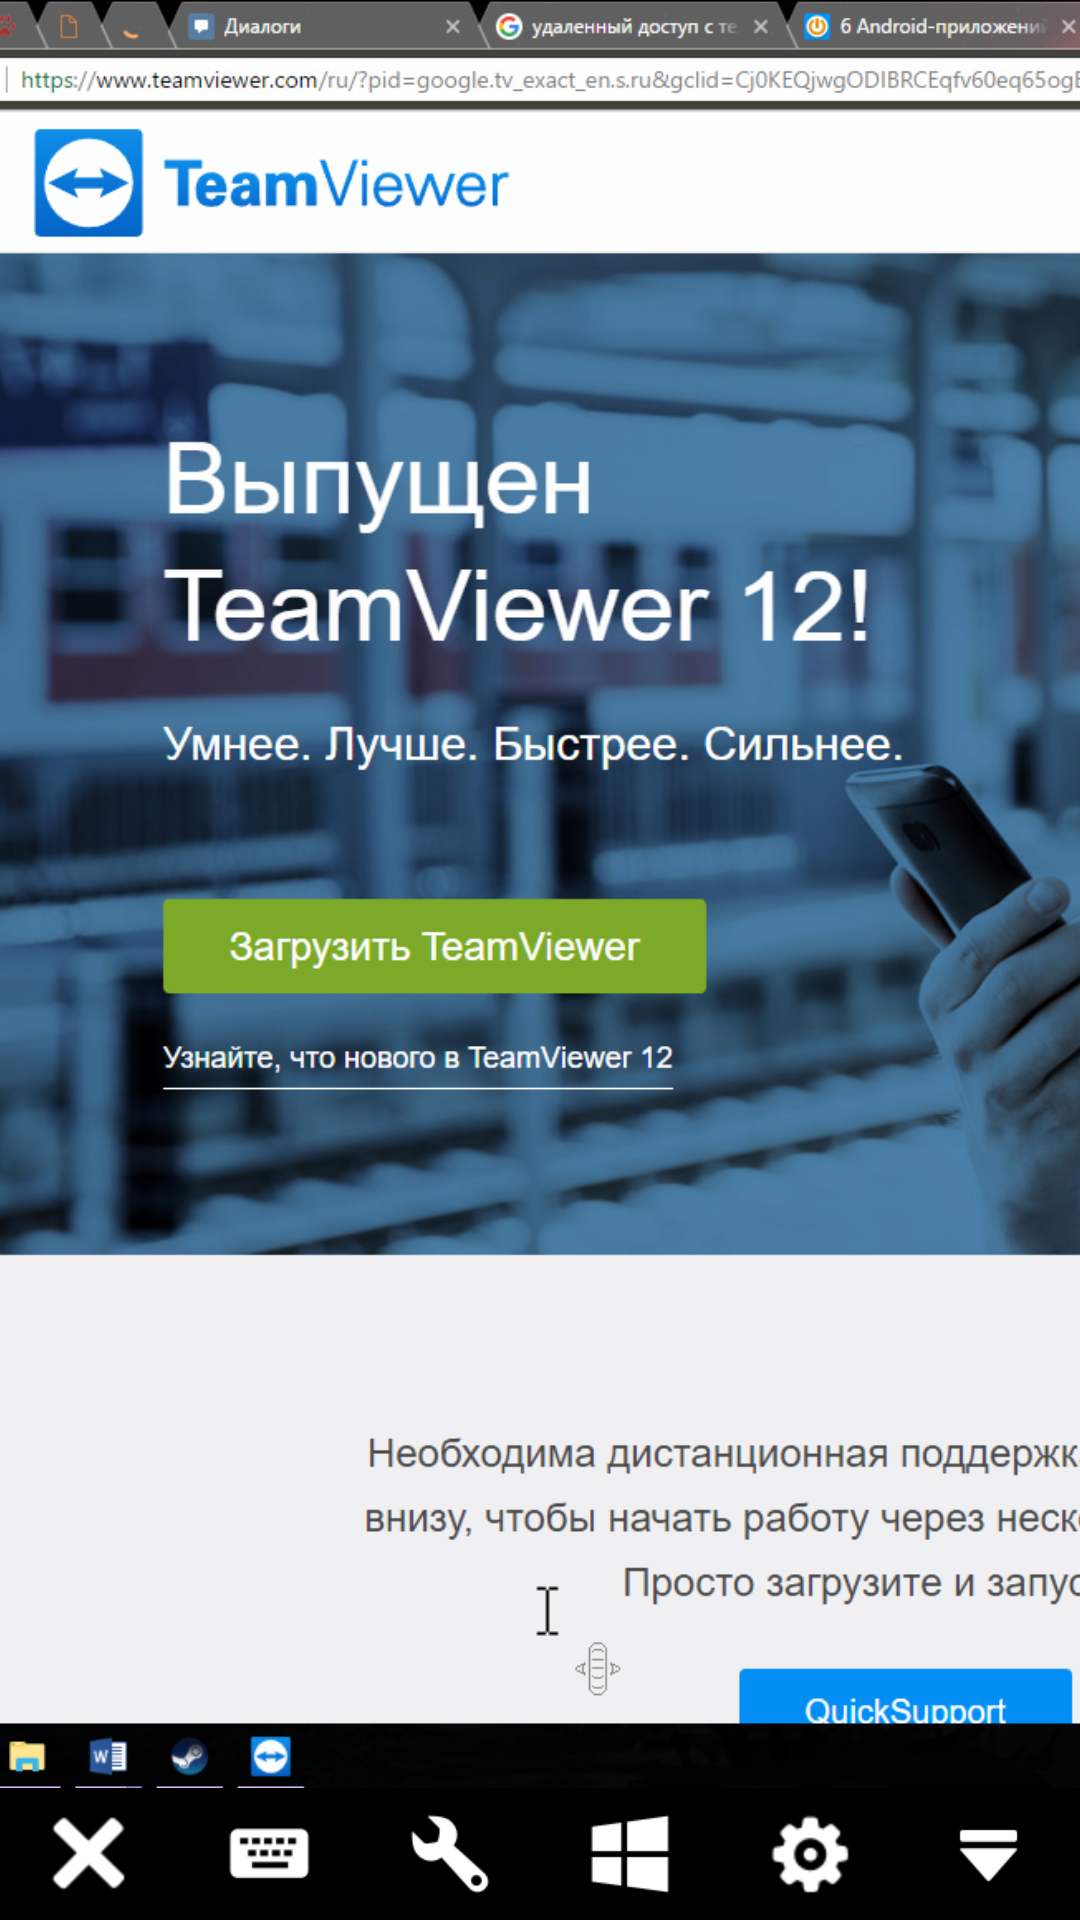 Диалоги
удаленный доступ с те
6 Android-приложений
https://www.teamviewer.com/ru/?pid=google.tv_exact_en.s.ru&gclid=Cj0KEQjwgODIBRCEqfv60eq65ogE
TeamViewer
Выпущен
TeamViewer 12!
Умнее. Лучше. Быстрее. Сильнее.
Загрузить TeamViewer
Узнайте, что нового в TeamViewer 12
Необходима дистанционная поддержк
внизу, чтобы начать работу через неск
Просто загрузите и запус
QuickSupport